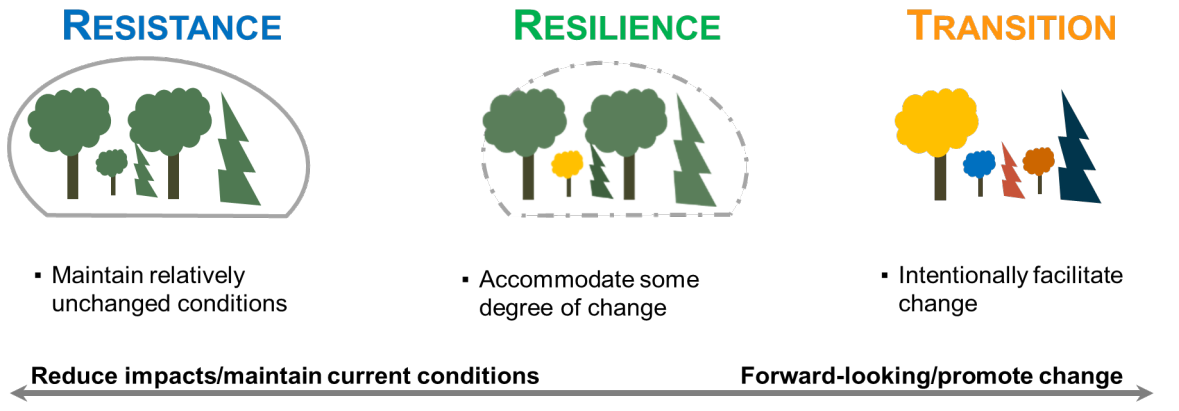 RESISTANCE
RESILIENCE
TRANSITION
▪ Maintain relatively
unchanged conditions
▪ Accommodate some
degree of change
▪ Intentionally facilitate
change
Reduce impacts/maintain current conditions
Forward-looking/promote change